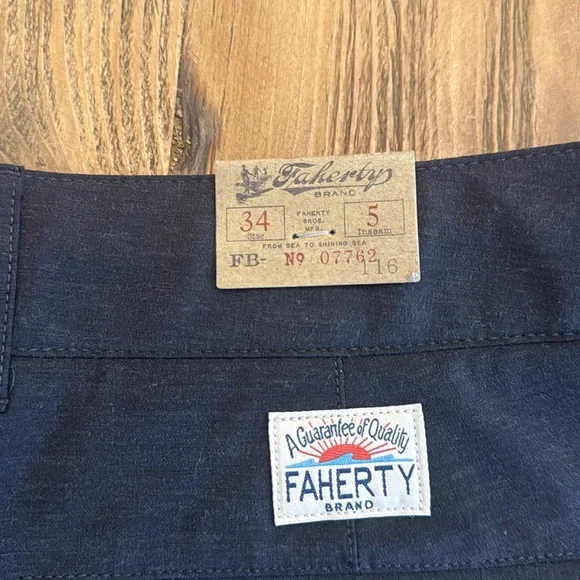 Faherty
BRAND
34
Size
FAHERTY
BROS.
MFG.
5
Inseam
FROM SEA TO SHINING SEA
FB- Nº 07762
116
A Guarantee of Quality
FAHERTY
BRAND